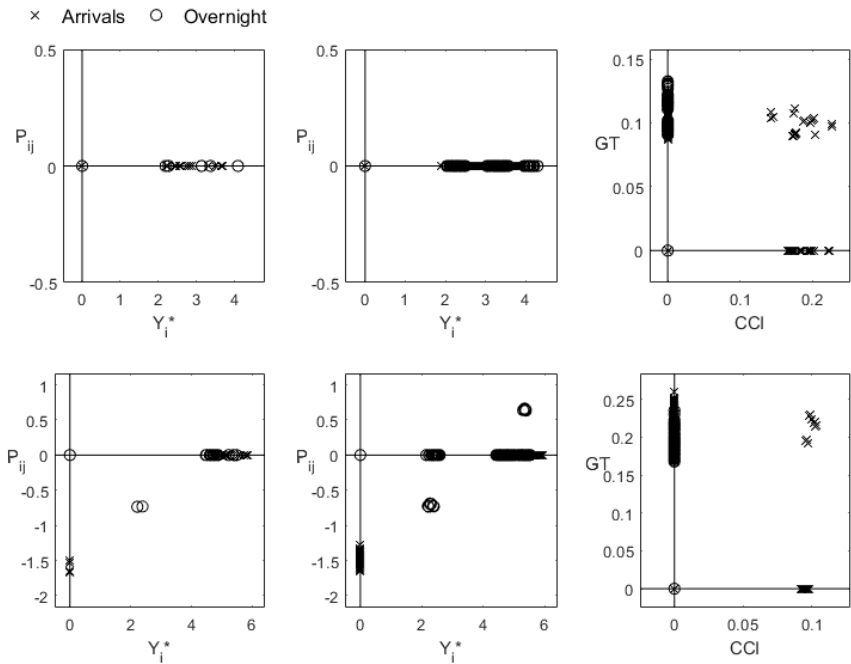 × Arrivals ○ Overnight
0.5
P_ij
0
-0.5
0 1 2 3 4
Y_i*
0.5
P_ij
0
-0.5
0 1 2 3 4
Y_i*
0.15
0.1
GT
0.05
0
0 0.1 0.2
CCI
1
0.5
P_ij
0
-0.5
-1
-1.5
-2
0 2 4 6
Y_i*
1
0.5
P_ij
0
-0.5
-1
-1.5
-2
0 2 4 6
Y_i*
0.25
0.2
GT
0.15
0.1
0.05
0
0 0.05 0.1
CCI